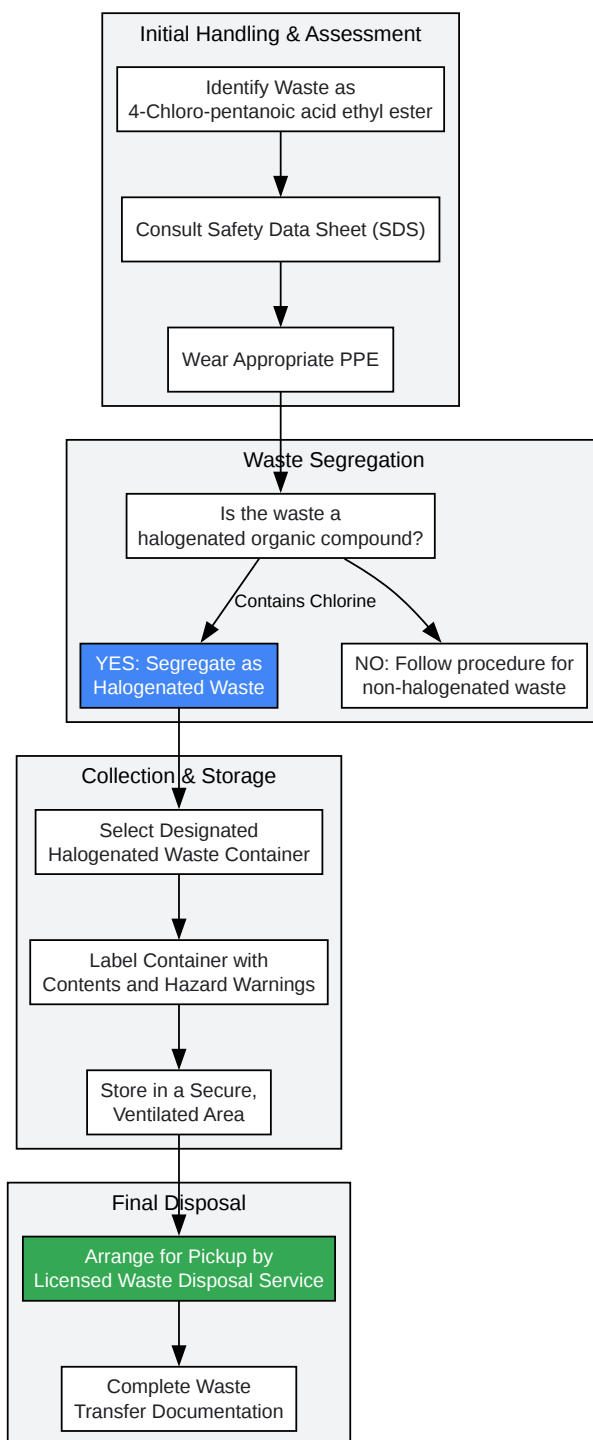 Initial Handling & Assessment
Identify Waste as
4-Chloro-pentanoic acid ethyl ester
Consult Safety Data Sheet (SDS)
Wear Appropriate PPE
Waste Segregation
Is the waste a
halogenated organic compound?
Contains Chlorine
YES: Segregate as
Halogenated Waste
NO: Follow procedure for
non-halogenated waste
Collection & Storage
Select Designated
Halogenated Waste Container
Label Container with
Contents and Hazard Warnings
Store in a Secure,
Ventilated Area
Final Disposal
Arrange for Pickup by
Licensed Waste Disposal Service
Complete Waste
Transfer Documentation